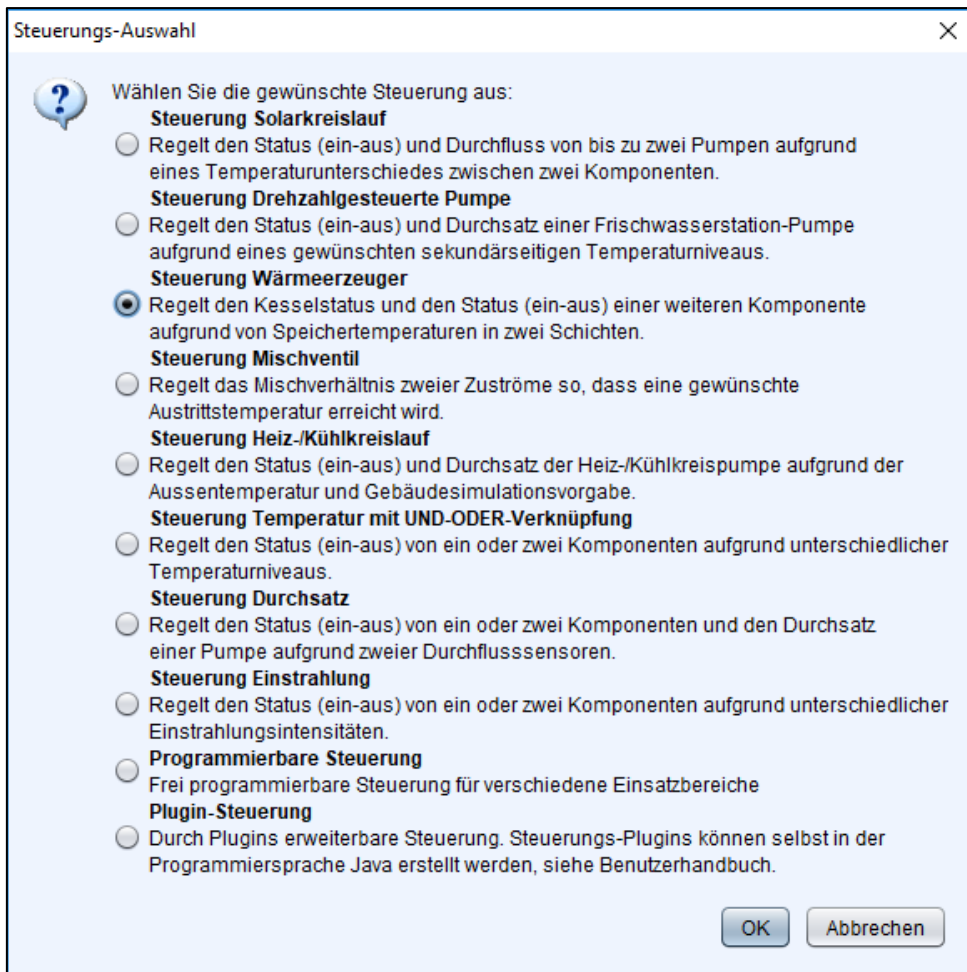 Steuerungs-Auswahl
Wählen Sie die gewünschte Steuerung aus:
Steuerung Solarkreislauf
Regelt den Status (ein-aus) und Durchfluss von bis zu zwei Pumpen aufgrund
eines Temperaturunterschiedes zwischen zwei Komponenten.
Steuerung Drehzahlgesteuerte Pumpe
Regelt den Status (ein-aus) und Durchsatz einer Frischwasserstation-Pumpe
aufgrund eines gewünschten sekundärseitigen Temperaturniveaus.
Steuerung Wärmeerzeuger
Regelt den Kesselstatus und den Status (ein-aus) einer weiteren Komponente
aufgrund von Speichertemperaturen in zwei Schichten.
Steuerung Mischventil
Regelt das Mischverhältnis zweier Zuströme so, dass eine gewünschte
Austrittstemperatur erreicht wird.
Steuerung Heiz-/Kühlkreislauf
Regelt den Status (ein-aus) und Durchsatz der Heiz-/Kühlkreispumpe aufgrund der
Aussentemperatur und Gebäudesimulationsvorgabe.
Steuerung Temperatur mit UND-ODER-Verknüpfung
Regelt den Status (ein-aus) von ein oder zwei Komponenten aufgrund unterschiedlicher
Temperaturniveaus.
Steuerung Durchsatz
Regelt den Status (ein-aus) von ein oder zwei Komponenten und den Durchsatz
einer Pumpe aufgrund zweier Durchflusssensoren.
Steuerung Einstrahlung
Regelt den Status (ein-aus) von ein oder zwei Komponenten aufgrund unterschiedlicher
Einstrahlungsintensitäten.
Programmierbare Steuerung
Frei programmierbare Steuerung für verschiedene Einsatzbereiche
Plugin-Steuerung
Durch Plugins erweiterbare Steuerung. Steuerungs-Plugins können selbst in der
Programmiersprache Java erstellt werden, siehe Benutzerhandbuch.
OK
Abbrechen